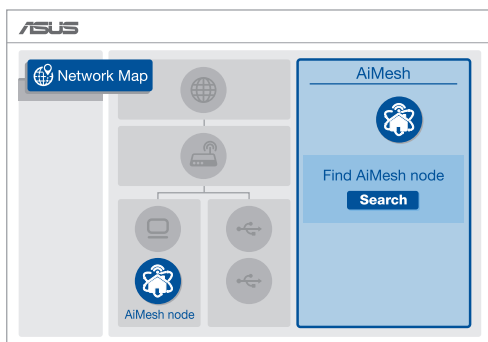 ASUS
Network Map
AiMesh
Find AiMesh node
Search
AiMesh node